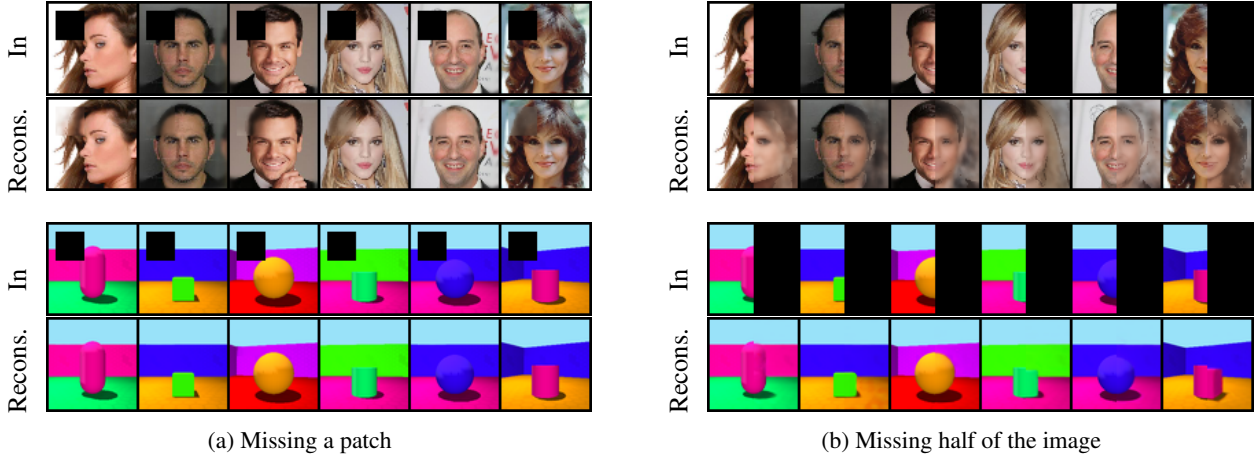 In
Recons.
In
Recons.
(a) Missing a patch
In
Recons.
In
Recons.
(b) Missing half of the image